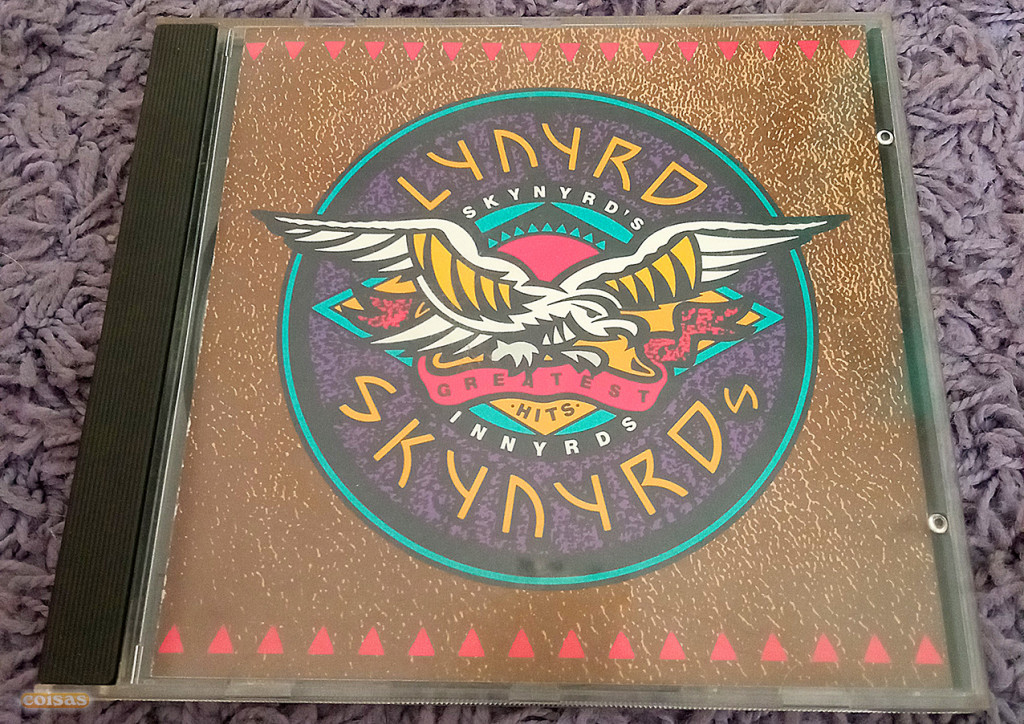 LYNYRD
SKYNYRD'S
GREATEST
·HITS·
INNYRDS
SKYNYRDs
coisas